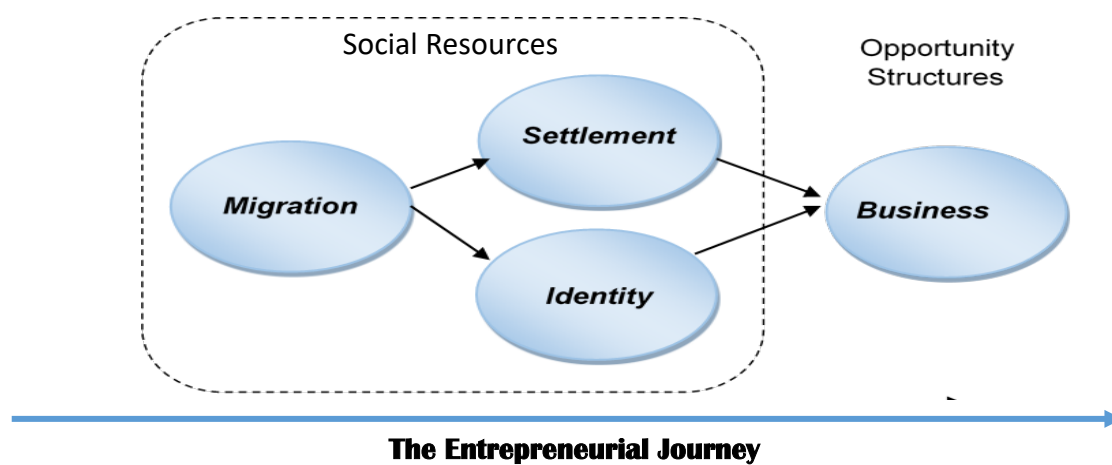 Social Resources
Opportunity
Structures
Settlement
Migration
Business
Identity
The Entrepreneurial Journey